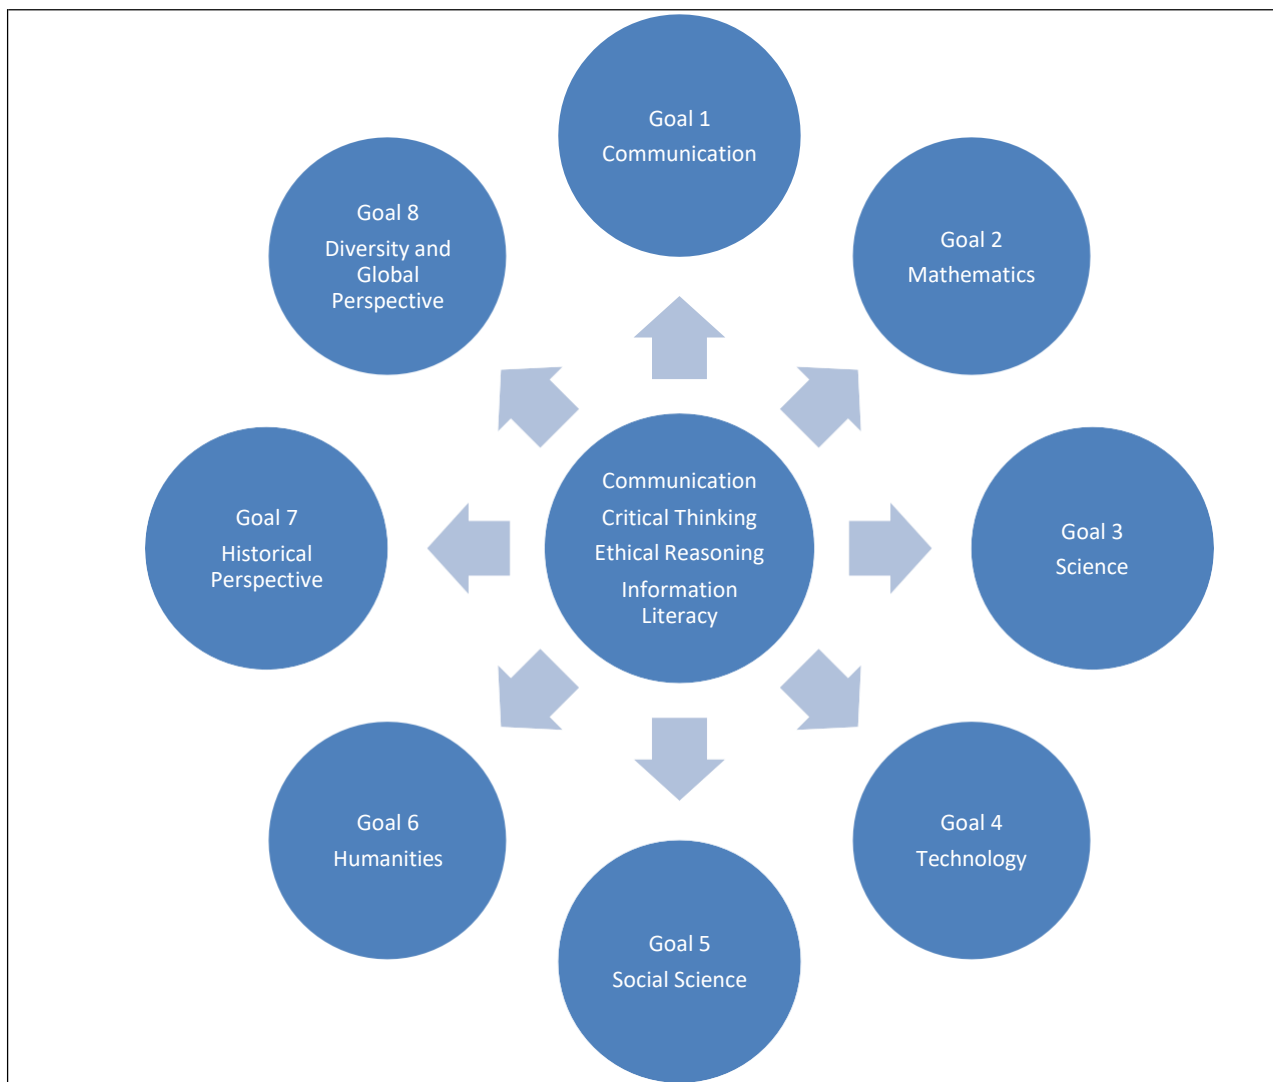 Goal 1
Communication
Goal 2
Mathematics
Goal 3
Science
Goal 4
Technology
Goal 5
Social Science
Goal 6
Humanities
Goal 7
Historical
Perspective
Goal 8
Diversity and
Global
Perspective
Communication
Critical Thinking
Ethical Reasoning
Information
Literacy